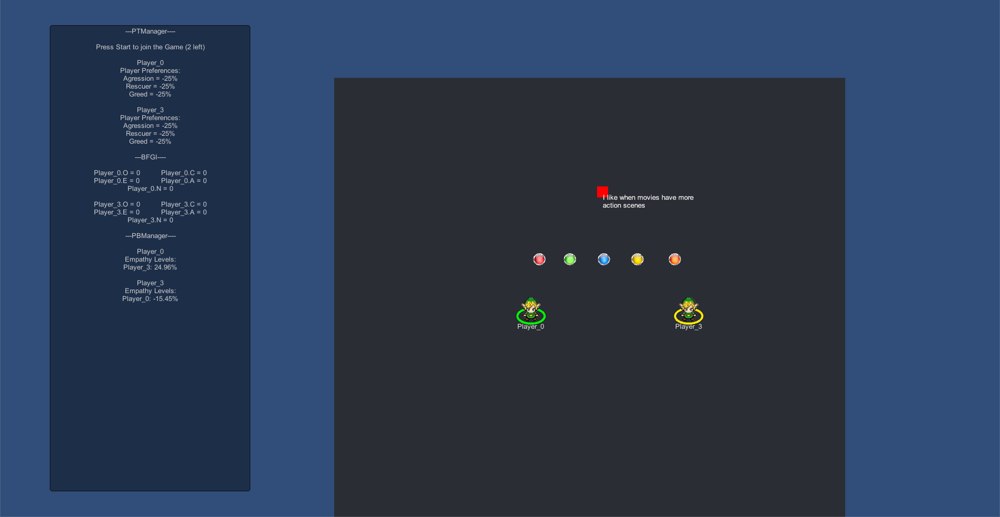 ---PTManager----
Press Start to join the Game (2 left)
Player_0
Player Preferences:
Agression = -25%
Rescuer = -25%
Greed = -25%
Player_3
Player Preferences:
Agression = -25%
Rescuer = -25%
Greed = -25%
---BFGI----
Player_0.O = 0 Player_0.C = 0
Player_0.E = 0 Player_0.A = 0
Player_0.N = 0
Player_3.O = 0 Player_3.C = 0
Player_3.E = 0 Player_3.A = 0
Player_3.N = 0
---PBManager----
Player_0
Empathy Levels:
Player_3: 24.96%
Player_3
Empathy Levels:
Player_0: -15.45%
I like when movies have more
action scenes
Player_0
Player_3